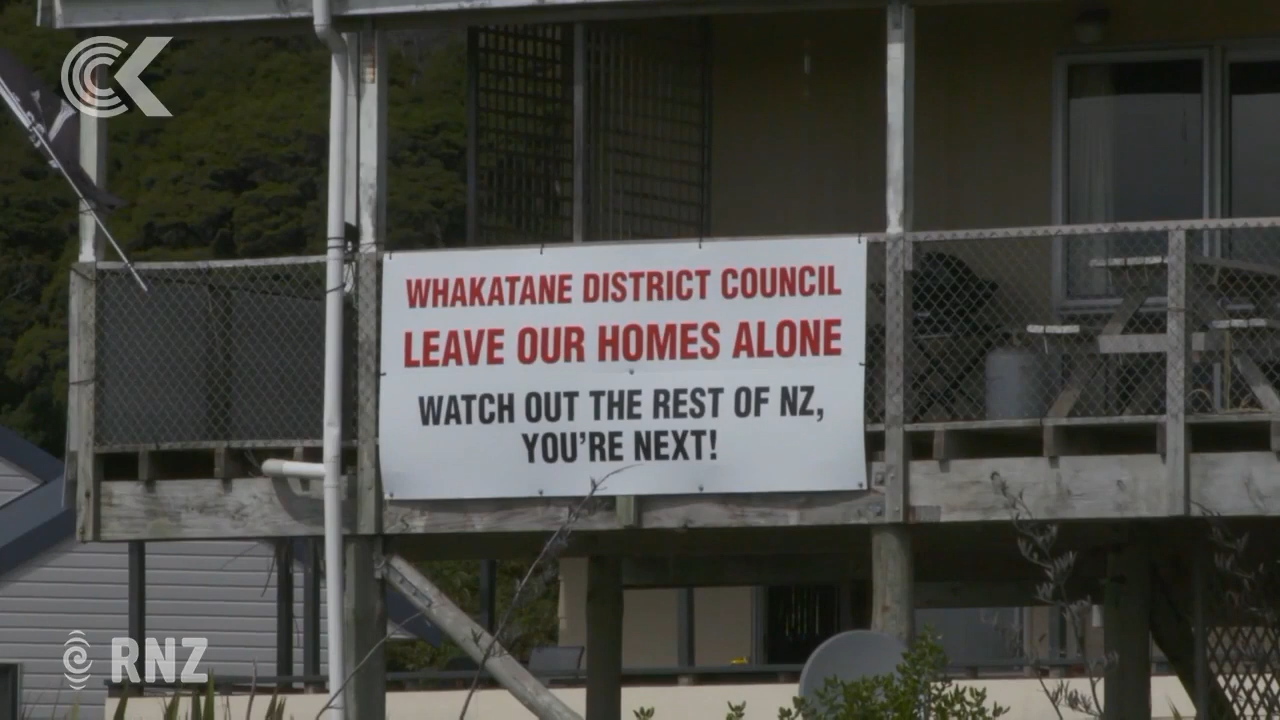 WHAKATANE DISTRICT COUNCIL
LEAVE OUR HOMES ALONE
WATCH OUT THE REST OF NZ,
YOU'RE NEXT!
RNZ